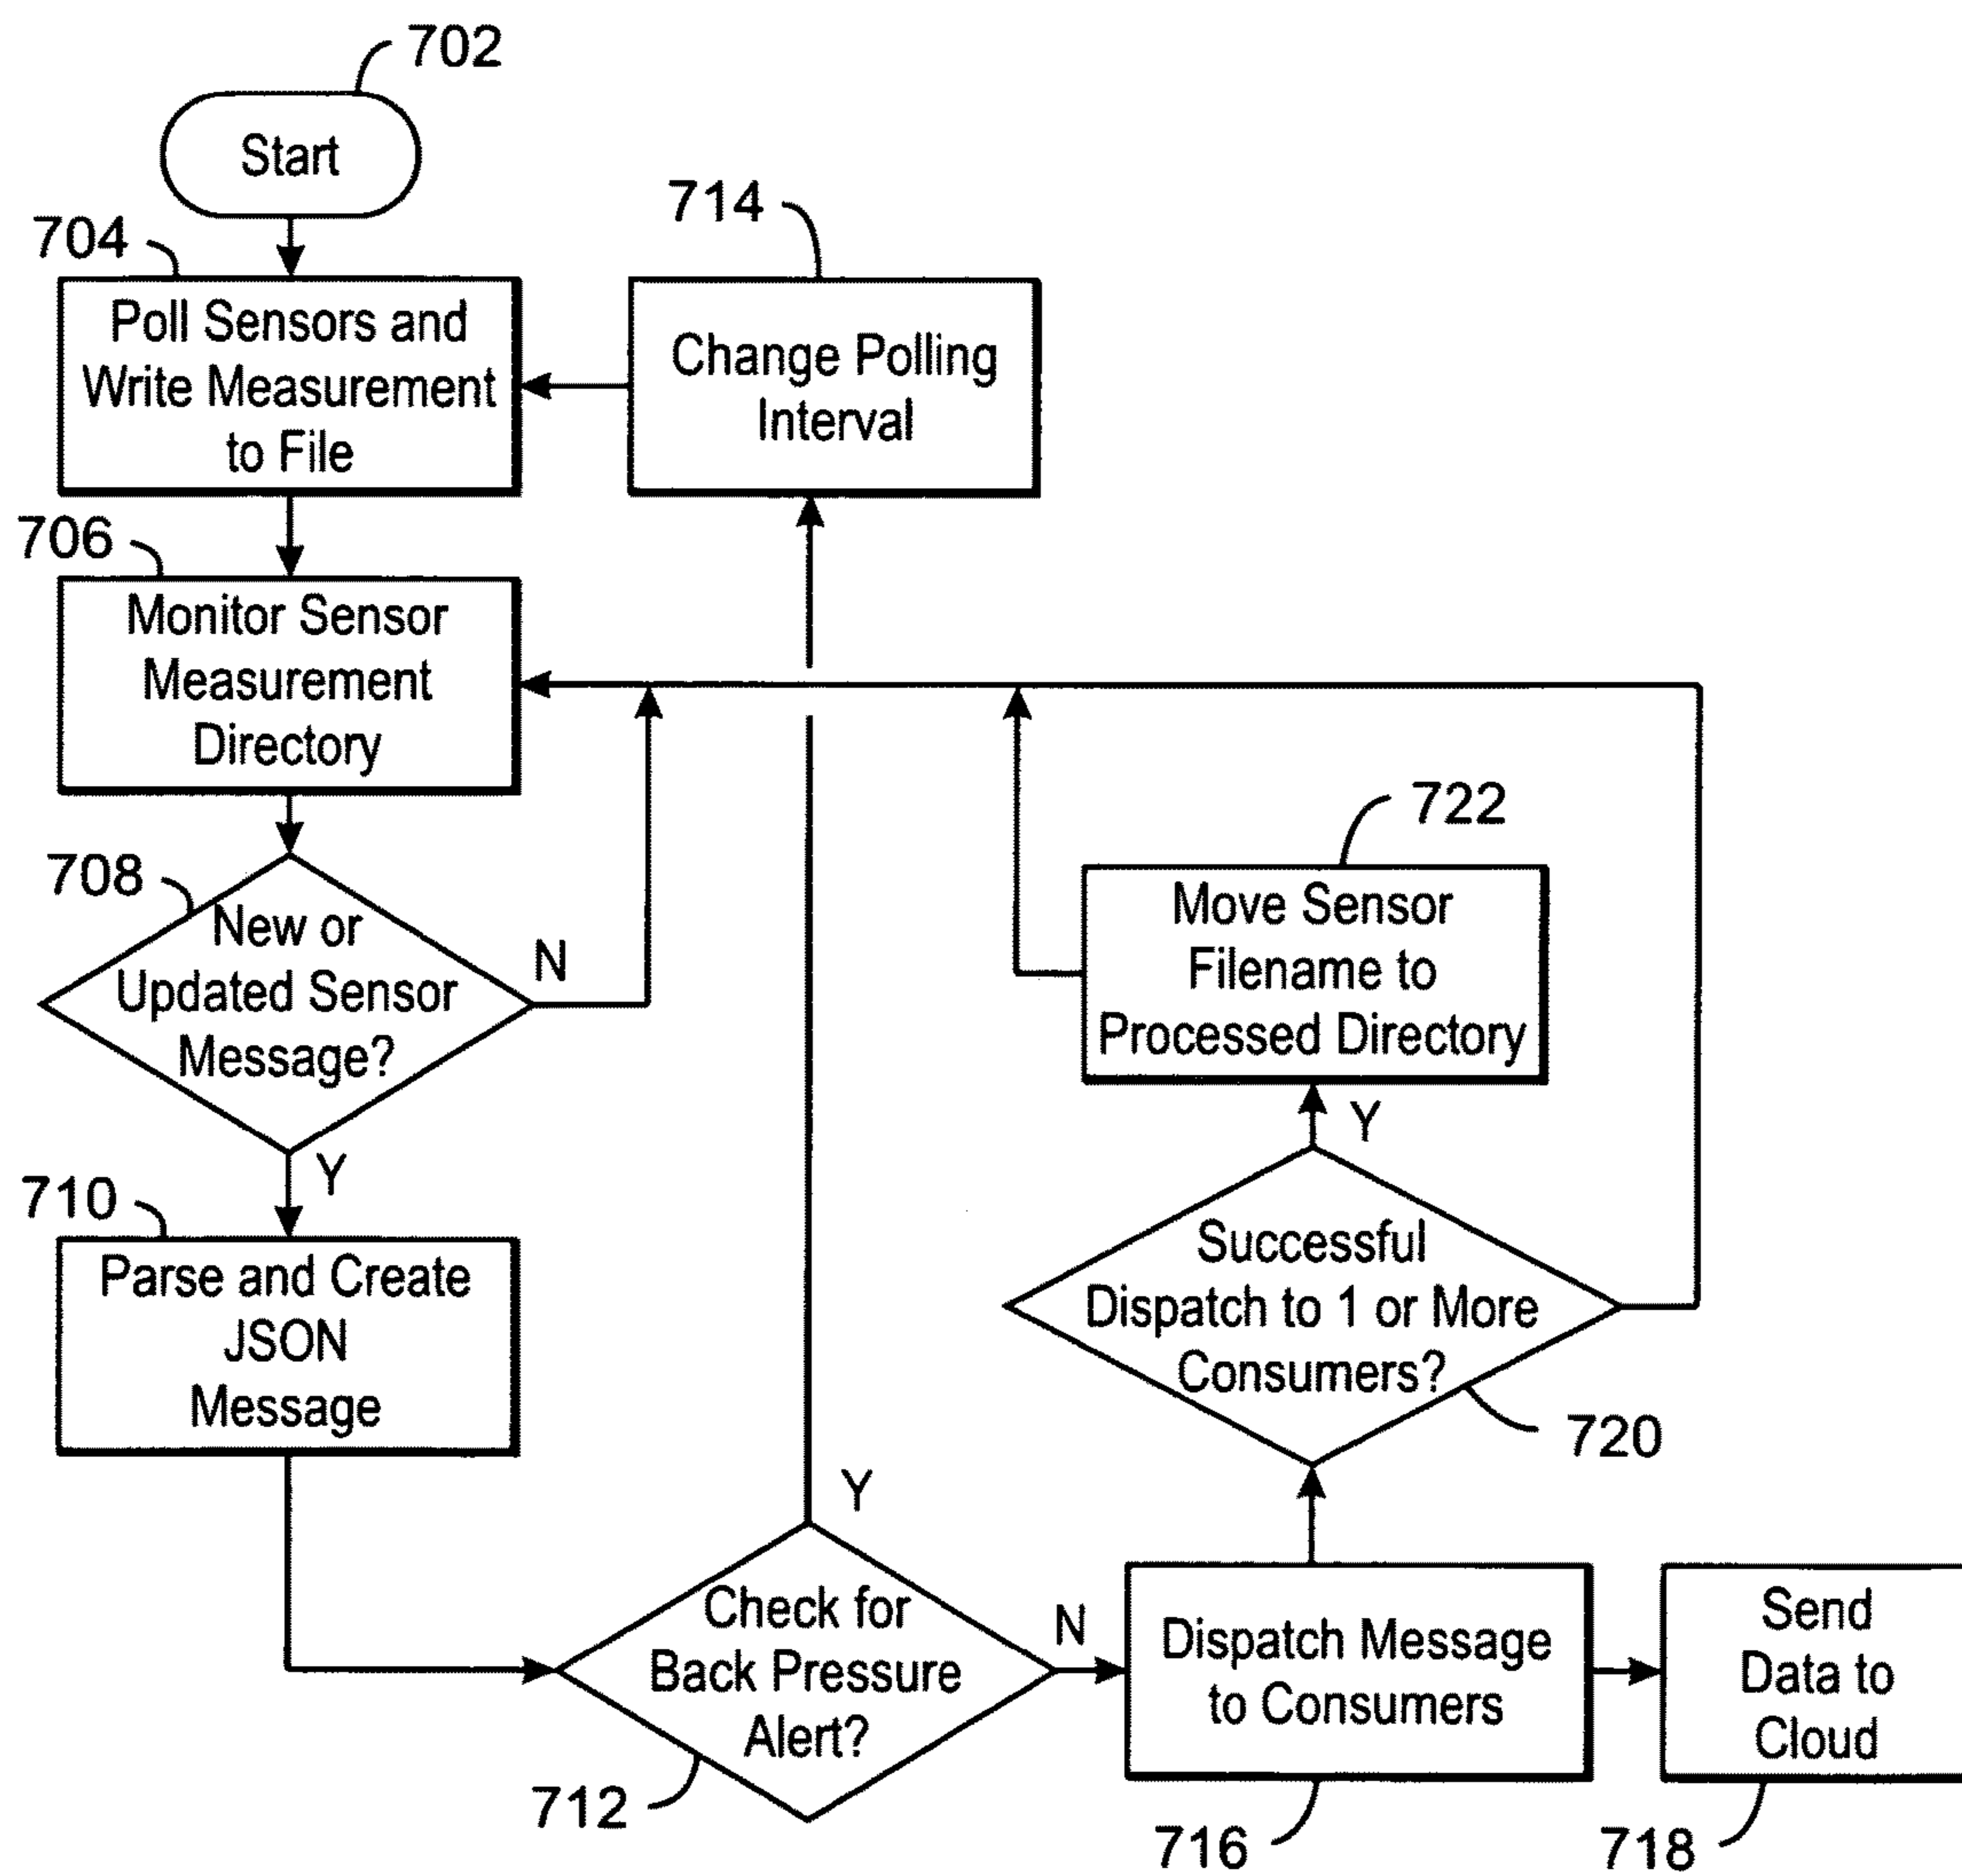 702
Start
704
Poll Sensors and
Write Measurement
to File
714
Change Polling
Interval
706
Monitor Sensor
Measurement
Directory
708
New or
Updated Sensor
Message?
N
Y
722
Move Sensor
Filename to
Processed Directory
Y
710
Parse and Create
JSON
Message
Successful
Dispatch to 1 or More
Consumers?
720
Y
Check for
Back Pressure
Alert?
712
N
Dispatch Message
to Consumers
716
Send
Data to
Cloud
718